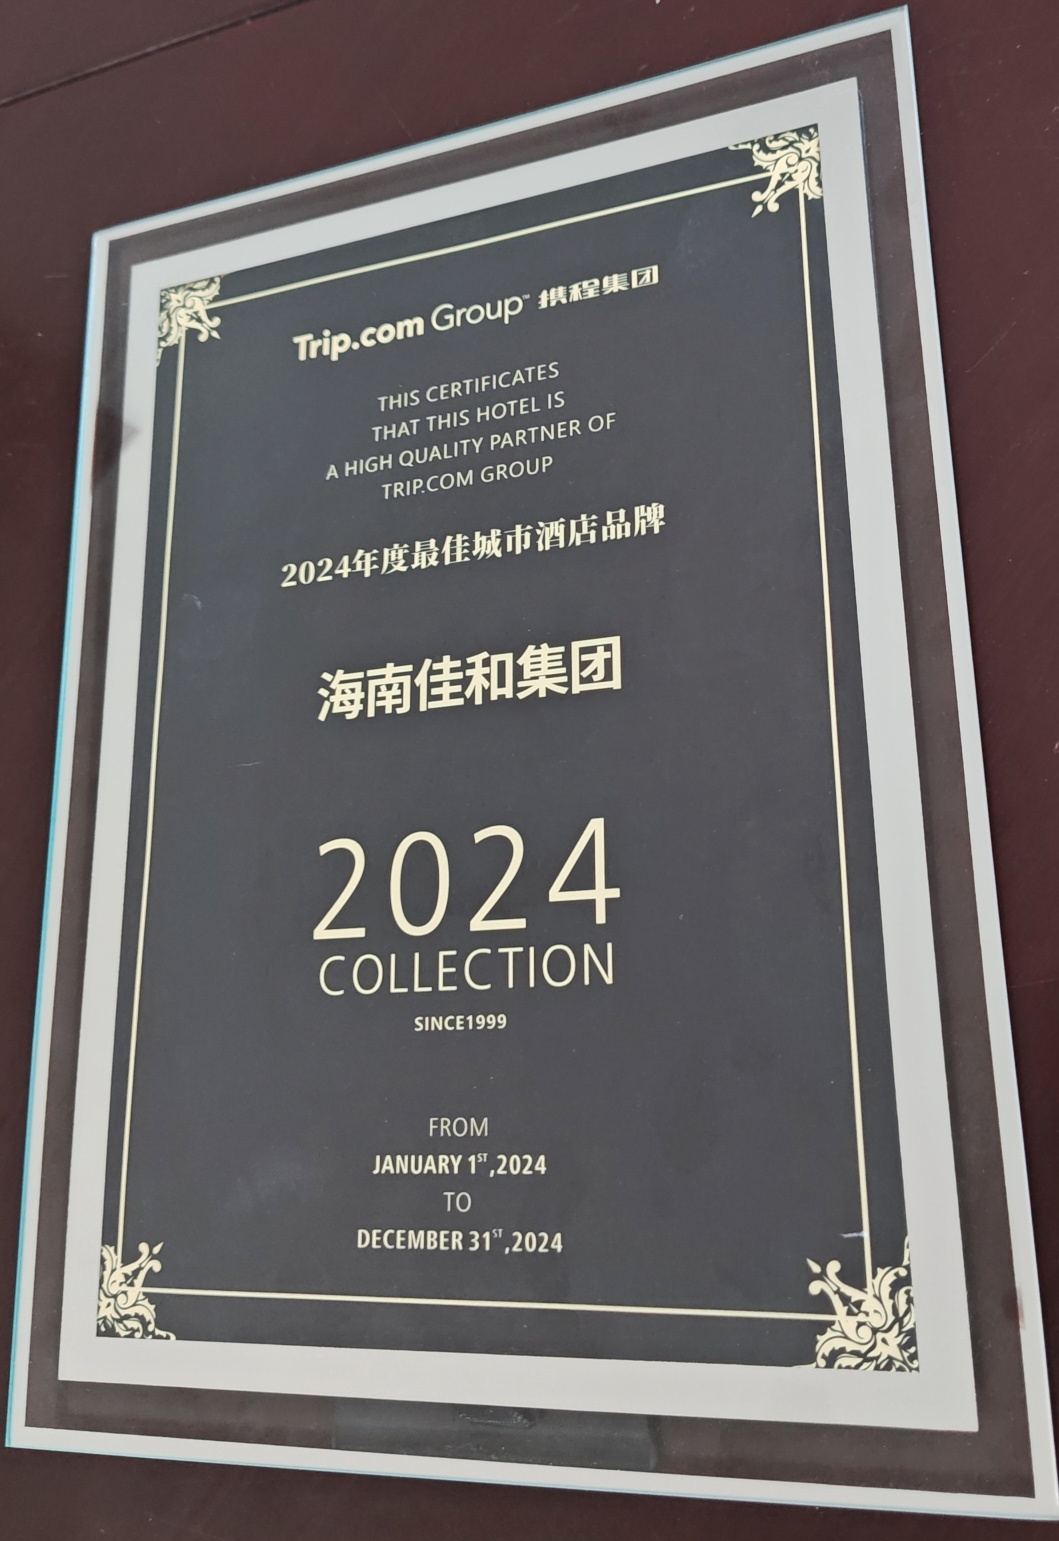 Trip.com Group™ 携程集团
THIS CERTIFICATES
THAT THIS HOTEL IS
A HIGH QUALITY PARTNER OF
TRIP.COM GROUP
2024年度最佳城市酒店品牌
海南佳和集团
2024
COLLECTION
SINCE1999
FROM
JANUARY 1ST,2024
TO
DECEMBER 31ST,2024